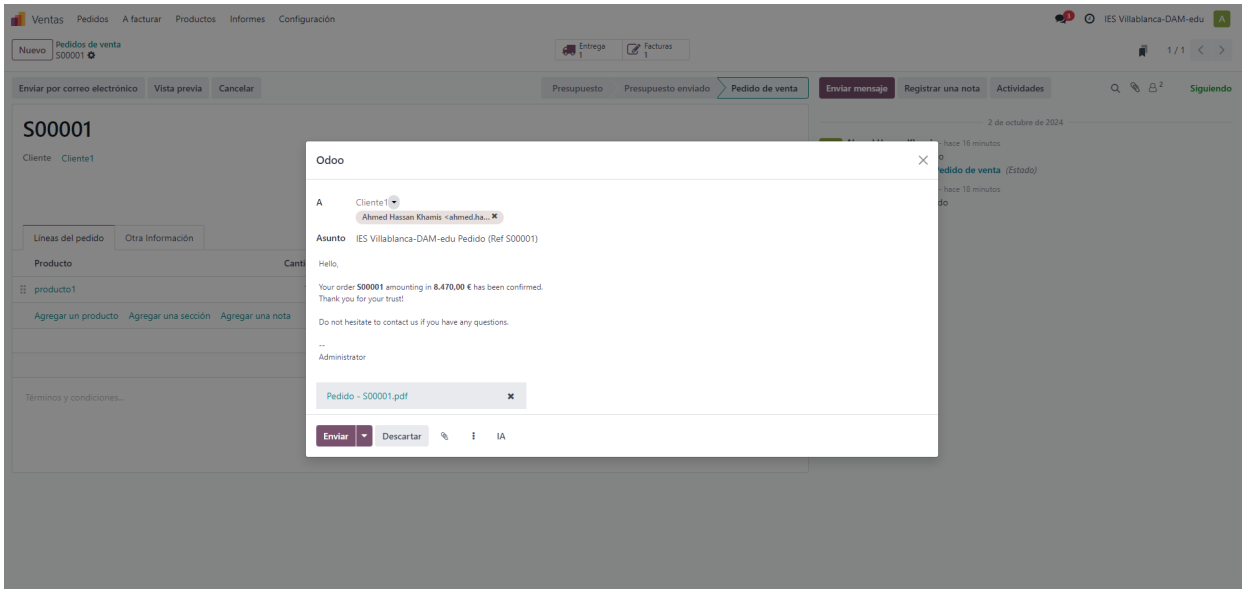 Ventas Pedidos A facturar Productos Informes Configuración
3 IES Villablanca-DAM-edu A
Nuevo Pedidos de venta
S00001
Entrega
1
Facturas
1
1/1
Enviar por correo electrónico Vista previa Cancelar
Presupuesto Presupuesto enviado Pedido de venta
Enviar mensaje Registrar una nota Actividades 2 Siguiendo
S00001
Cliente Cliente1
2 de octubre de 2024
- hace 16 minutos
edido de venta (Estado)
- hace 18 minutos
do
Líneas del pedido Otra Información
Producto Canti
producto1
Agregar un producto Agregar una sección Agregar una nota
Términos y condiciones...
Odoo
A Cliente1
Ahmed Hassan Khamis <ahmed.ha...
Asunto IES Villablanca-DAM-edu Pedido (Ref S00001)
Hello,
Your order S00001 amounting in 8.470,00 € has been confirmed.
Thank you for your trust!
Do not hesitate to contact us if you have any questions.
--
Administrator
Pedido - S00001.pdf
Enviar Descartar IA